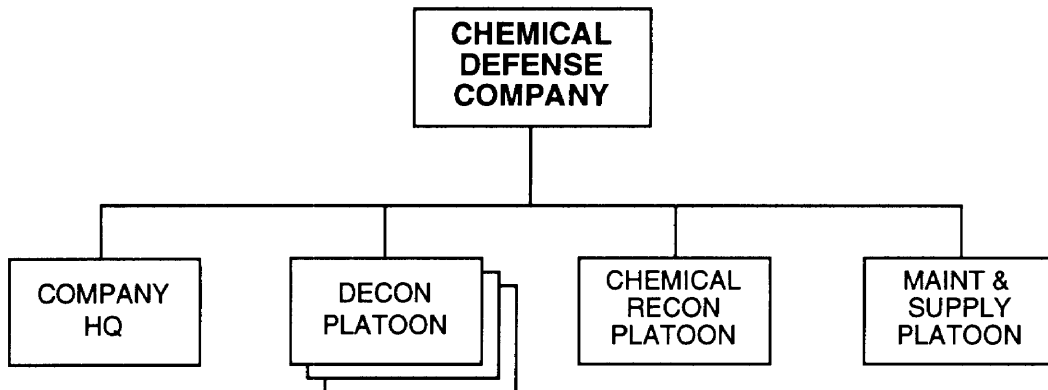 CHEMICAL
DEFENSE
COMPANY
COMPANY
HQ
DECON
PLATOON
CHEMICAL
RECON
PLATOON
MAINT &
SUPPLY
PLATOON